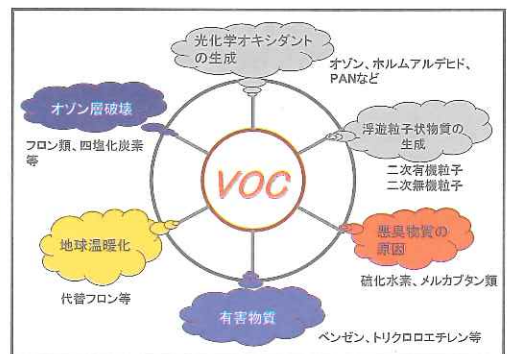 光化学オキシダント
の生成
オゾン、ホルムアルデヒド、
PANなど
オゾン層破壊
フロン類、四塩化炭素
等
浮遊粒子状物質の
生成
二次有機粒子
二次無機粒子
VOC
地球温暖化
代替フロン等
悪臭物質の
原因
硫化水素、メルカプタン類
有害物質
ベンゼン、トリクロロエチレン等